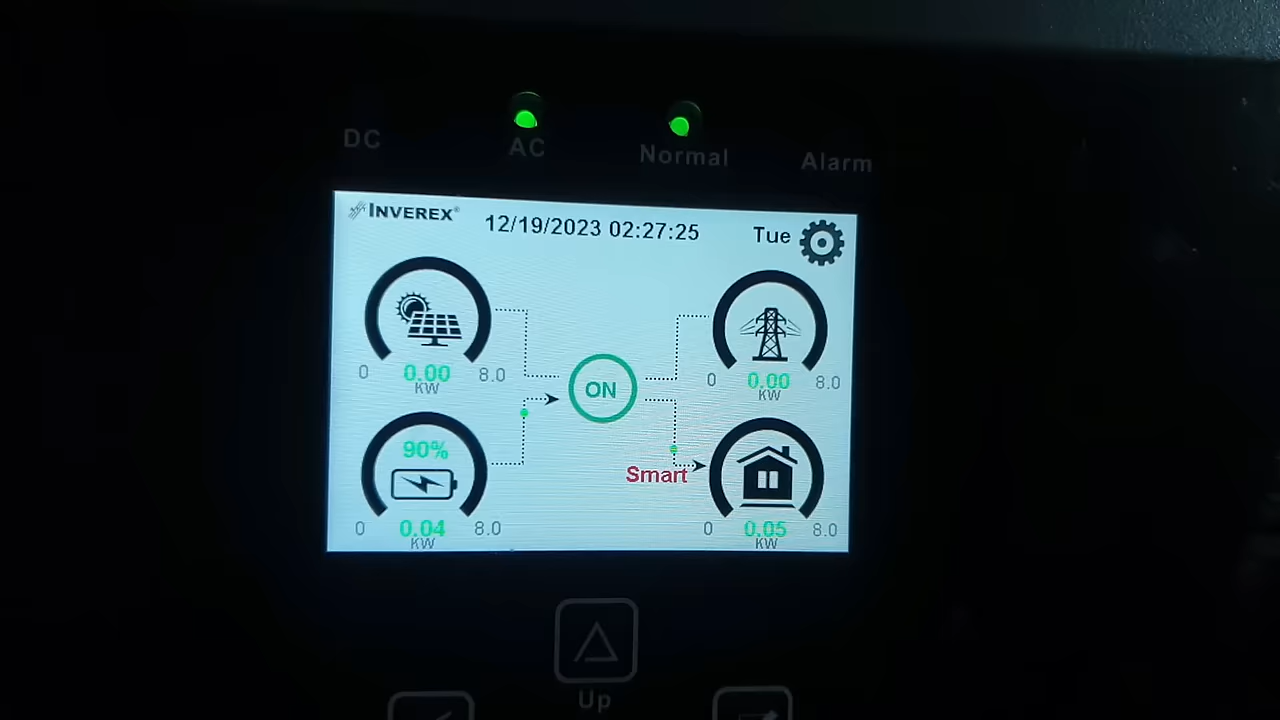 DC
AC
Normal
Alarm
INVEREX®
12/19/2023 02:27:25
Tue
0
0.00
KW
8.0
0
0.00
KW
8.0
ON
90%
0
0.04
KW
8.0
Smart
0
0.05
KW
8.0
Up